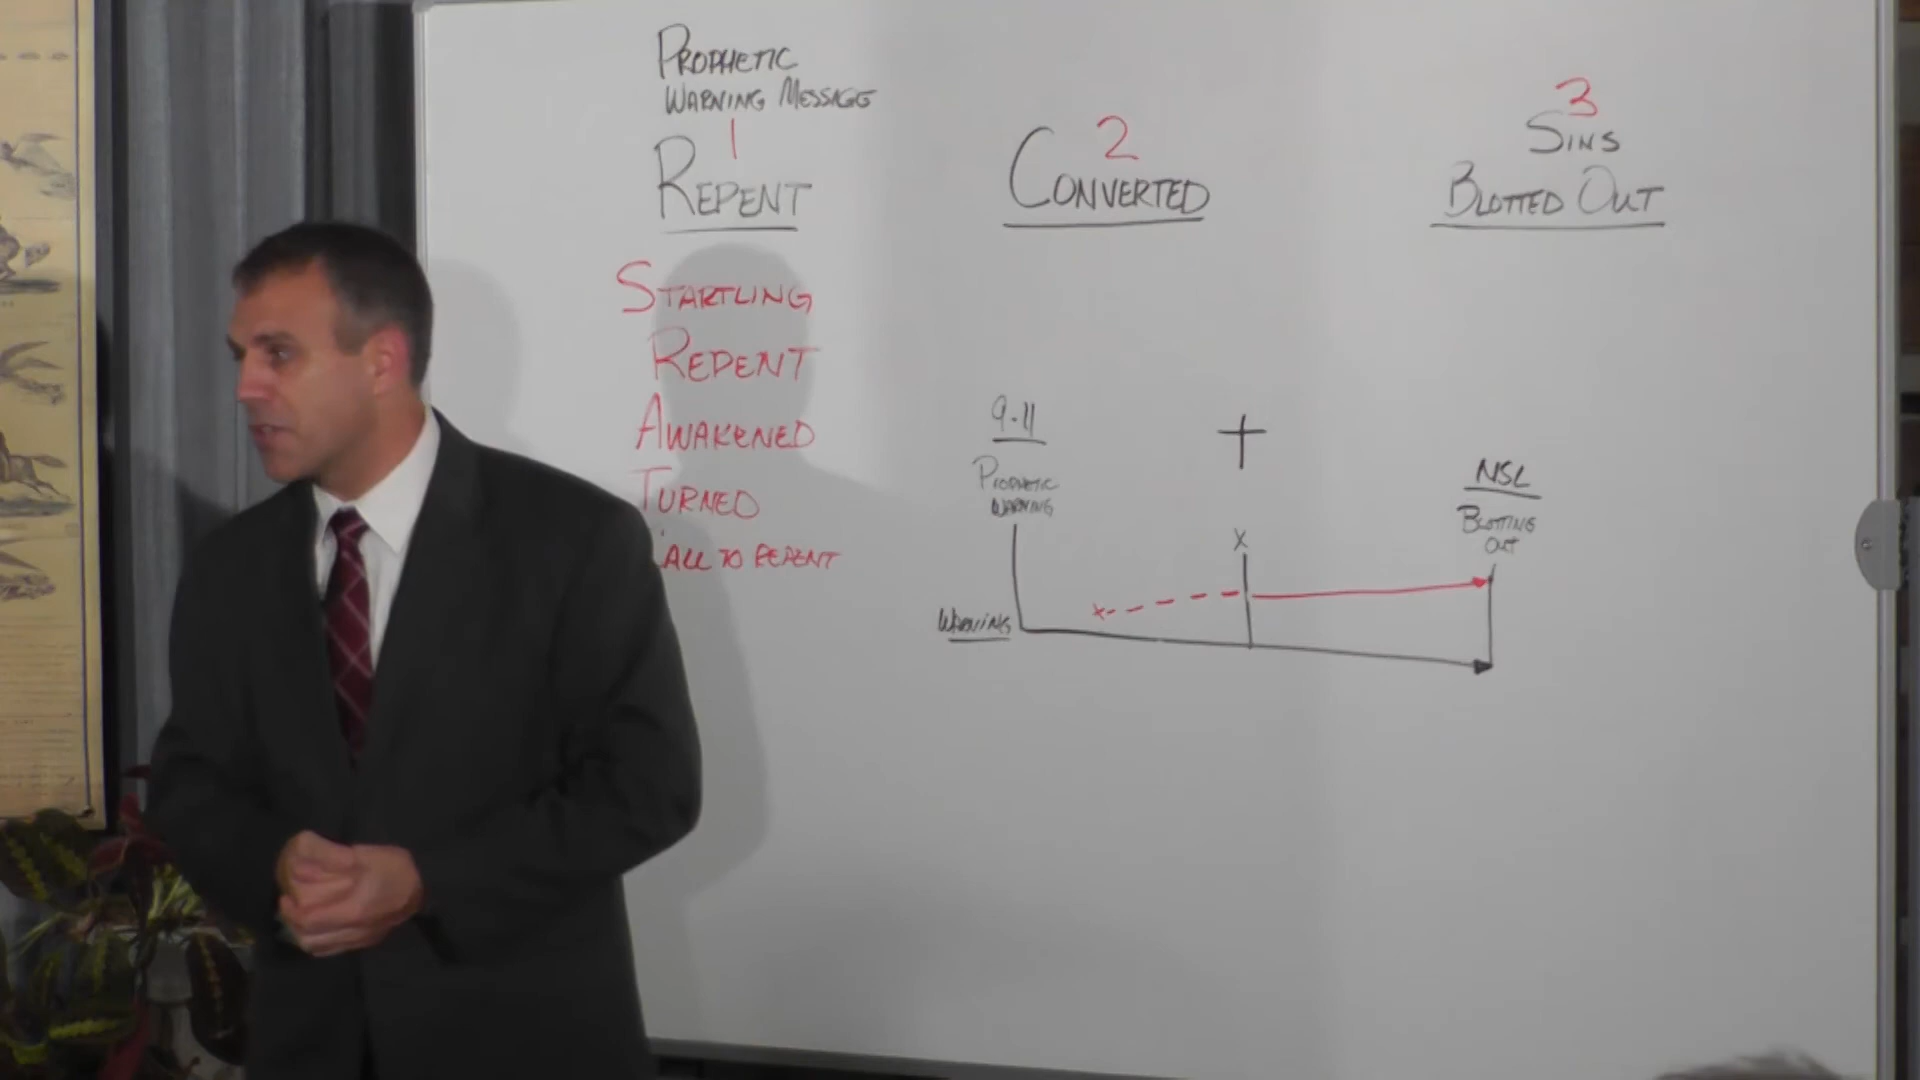 PROPHETIC
WARNING MESSAGE
1
REPENT
STARTLING
REPENT
AWAKENED
TURNED
CALL TO REPENT
2
CONVERTED
3
SINS
BLOTTED OUT
9-11
PROPHETIC
WARNING
X
WARNING
NSL
BLOTTING
OUT